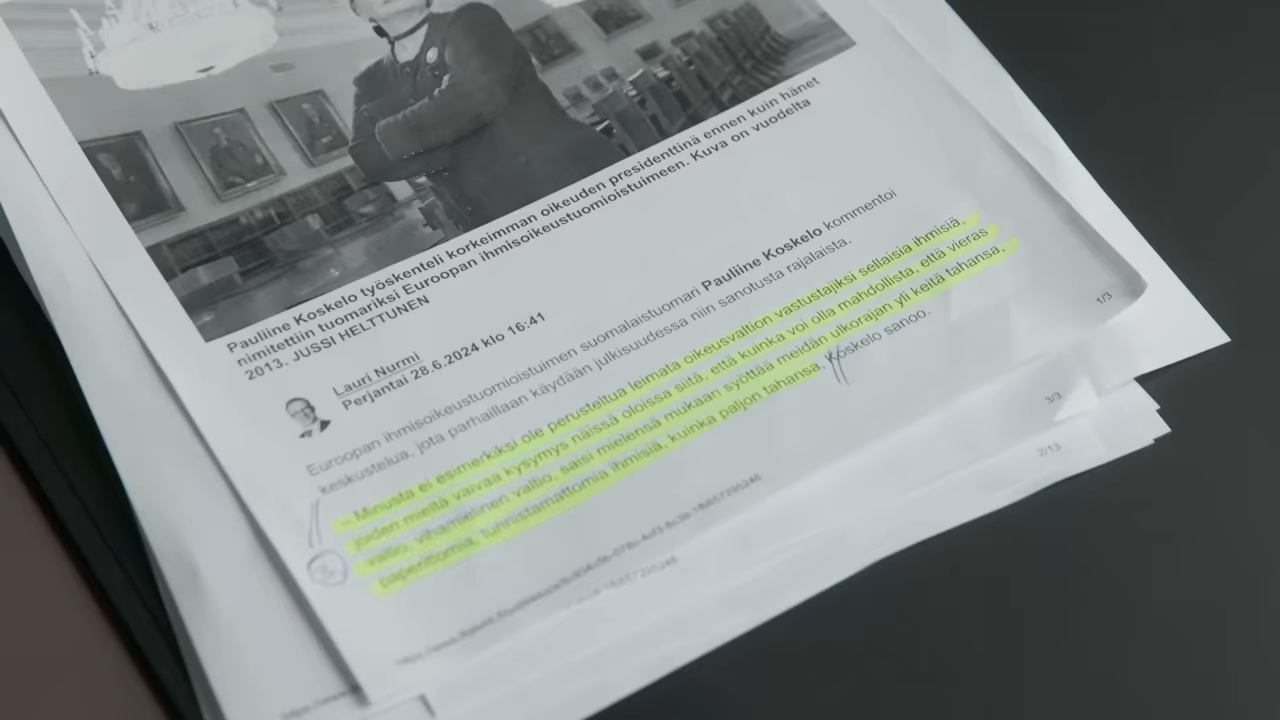 Pauliine Koskelo työskenteli korkeimman oikeuden presidenttinä ennen kuin hänet
nimitettiin tuomariksi Euroopan ihmisoikeustuomioistuimeen. Kuva on vuodelta
2013. JUSSI HELTTUNEN
Lauri Nurmi
Perjantai 28.6.2024 klo 16:41
Euroopan ihmisoikeustuomioistuimen suomalaistuomari Pauliine Koskelo kommentoi
keskustelua, jota parhaillaan käydään julkisuudessa niin sanotusta rajalaista.
– Minusta ei esimerkiksi ole perusteltua leimata oikeusvaltion vastustajiksi sellaisia ihmisiä,
joiden mieltä vaivaa kysymys näissä oloissa siitä, että kuinka voi olla mahdollista, että vieras
valtio, vihamielinen valtio, saisi mielensä mukaan syöttää meidän ulkorajan yli keitä tahansa,
paperittomia, tunnistamattomia ihmisiä, kuinka paljon tahansa, Koskelo sanoo.
1/3
3/3
2/13